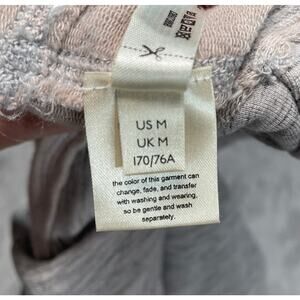 US M
UK M
170/76A
the color of this garment can
change, fade, and transfer
with washing and wearing,
so be gentle and wash
separately.